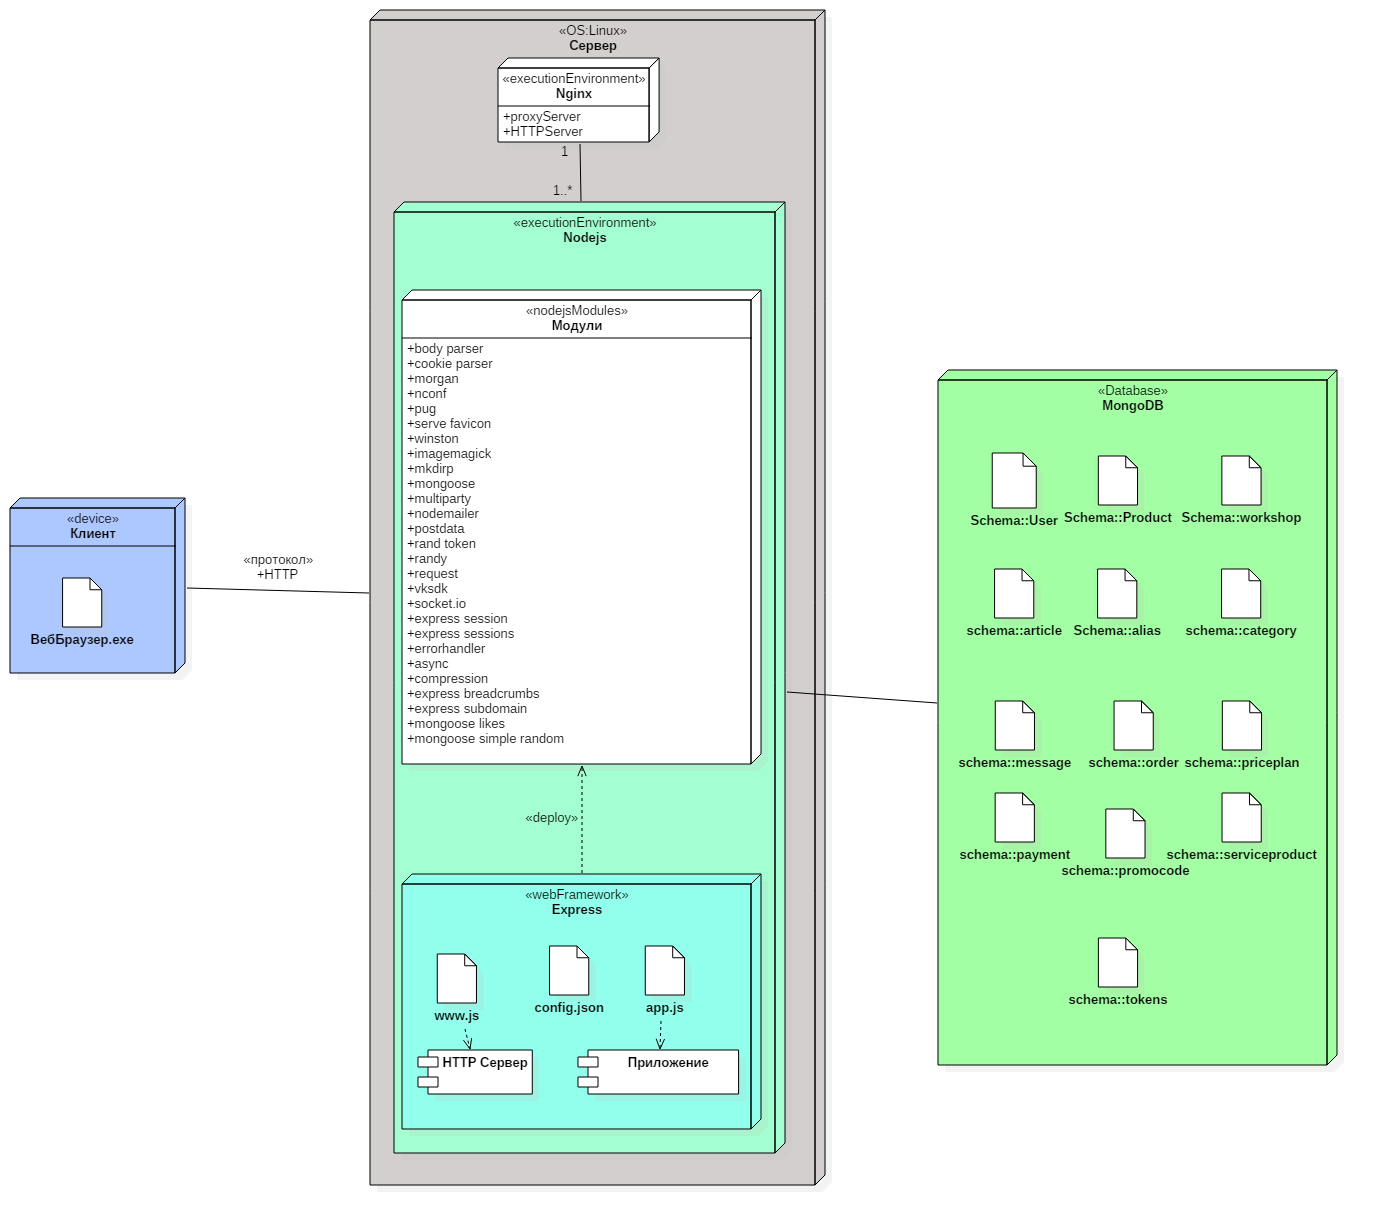 «OS:Linux»
Сервер
«executionEnvironment»
Nginx
+proxyServer
+HTTPServer
1
1..*
«executionEnvironment»
Nodejs
«nodejsModules»
Модули
+body parser
+cookie parser
+morgan
+nconf
+pug
+serve favicon
+winston
+imagemagick
+mkdirp
+mongoose
+multiparty
+nodemailer
+postdata
+rand token
+randy
+request
+vksdk
+socket.io
+express session
+express sessions
+errorhandler
+async
+compression
+express breadcrumbs
+express subdomain
+mongoose likes
+mongoose simple random
«deploy»
«webFramework»
Express
www.js
config.json
app.js
HTTP Сервер
Приложение
«device»
Клиент
ВебБраузер.exe
«протокол»
+HTTP
«Database»
MongoDB
Schema::User
Schema::Product
Schema::workshop
schema::article
Schema::alias
schema::category
schema::message
schema::order
schema::priceplan
schema::payment
schema::promocode
schema::serviceproduct
schema::tokens